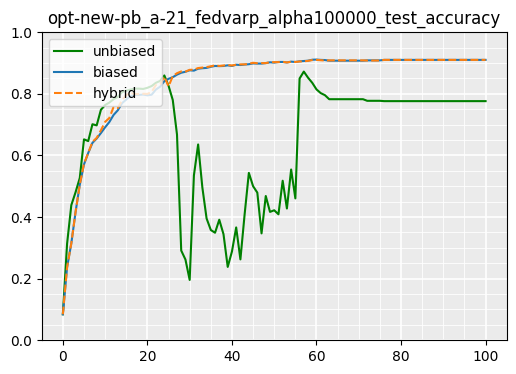 opt-new-pb_a-21_fedvarp_alpha100000_test_accuracy
unbiased
biased
hybrid
1.0
0.8
0.6
0.4
0.2
0.0
0 20 40 60 80 100